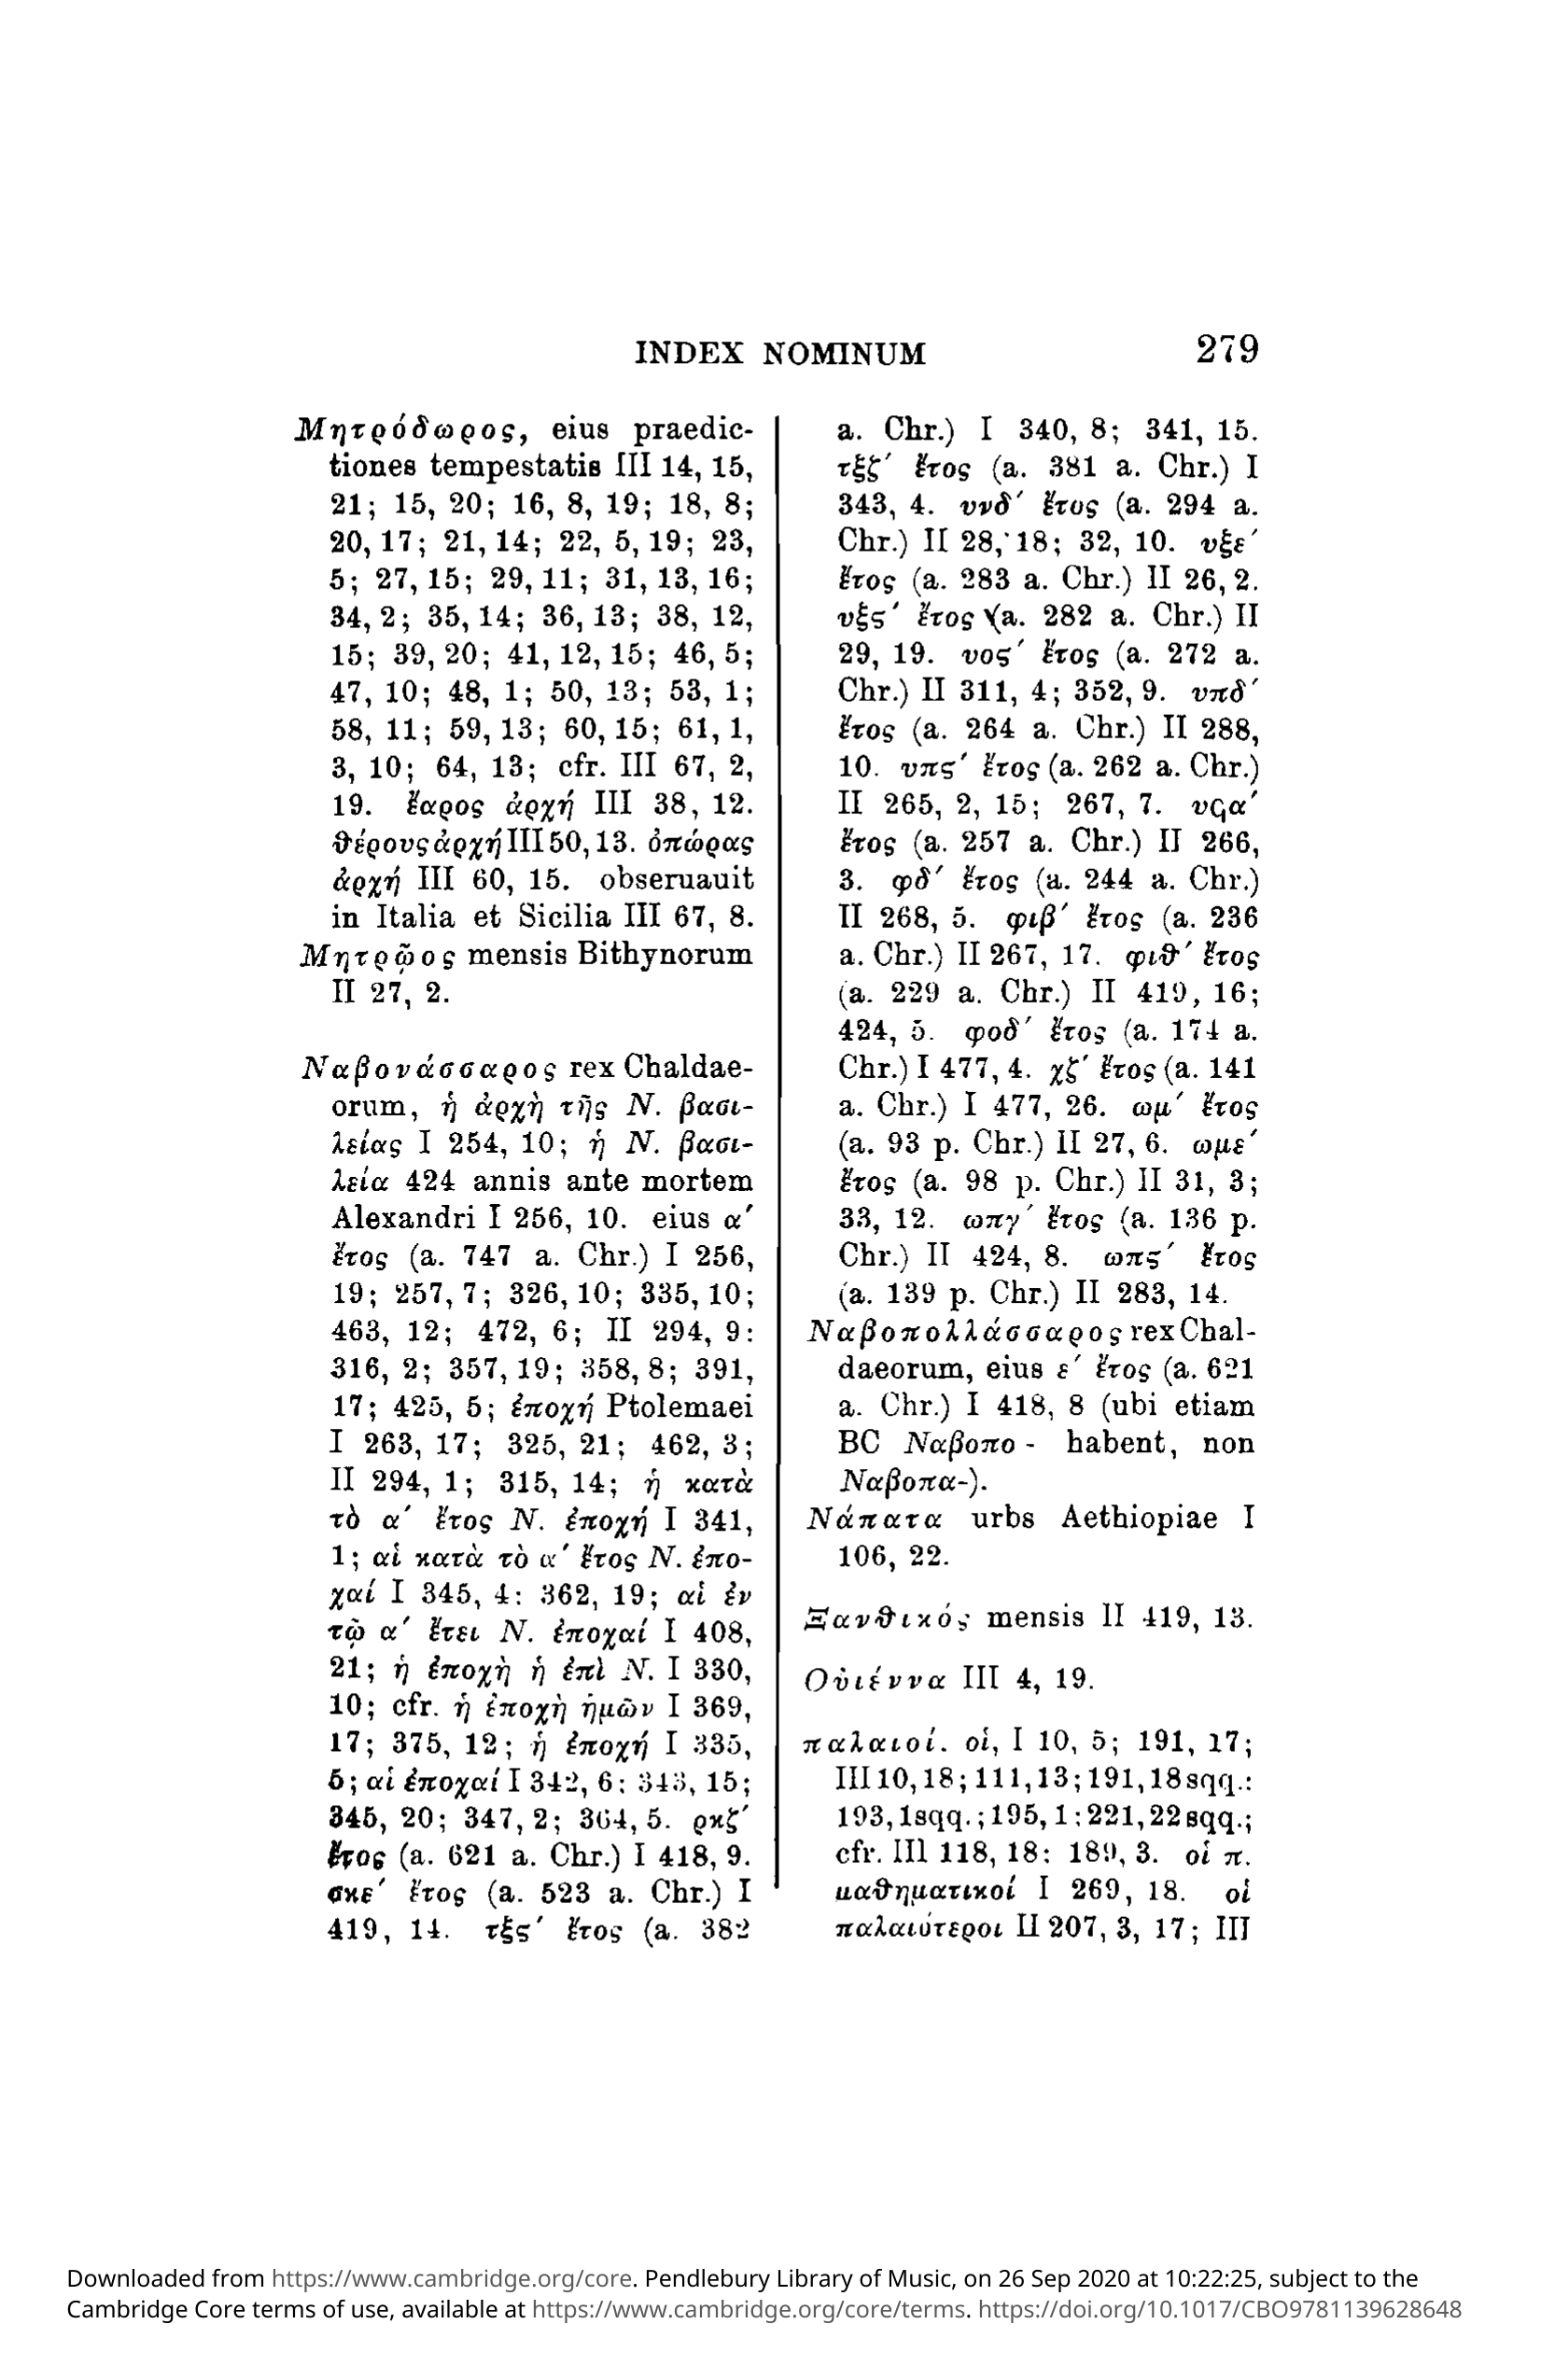 INDEX NOMINUM 279
Μητρόδωρος, eius praedic-
tiones tempestatis III 14, 15,
21; 15, 20; 16, 8, 19; 18, 8;
20, 17; 21, 14; 22, 5, 19; 23,
5; 27, 15; 29, 11; 31, 13, 16;
34, 2; 35, 14; 36, 13; 38, 12,
15; 39, 20; 41, 12, 15; 46, 5;
47, 10; 48, 1; 50, 13; 53, 1;
58, 11; 59, 13; 60, 15; 61, 1,
3, 10; 64, 13; cfr. III 67, 2,
19. ἔαρος ἀρχή III 38, 12.
θέρους ἀρχή III 50, 13. ὀπώρας
ἀρχή III 60, 15. obseruauit
in Italia et Sicilia III 67, 8.
Μητρῷος mensis Bithynorum
II 27, 2.
Ναβονάσσαρος rex Chaldae-
orum, ἡ ἀρχὴ τῆς Ν. βασι-
λείας I 254, 10; ἡ Ν. βασι-
λεία 424 annis ante mortem
Alexandri I 256, 10. eius α΄
ἔτος (a. 747 a. Chr.) I 256,
19; 257, 7; 326, 10; 335, 10;
463, 12; 472, 6; II 294, 9:
316, 2; 357, 19; 358, 8; 391,
17; 425, 5; ἐποχή Ptolemaei
I 263, 17; 325, 21; 462, 3;
II 294, 1; 315, 14; ἡ κατὰ
τὸ α΄ ἔτος Ν. ἐποχή I 341,
1; αἱ κατὰ τὸ α΄ ἔτος Ν. ἐπο-
χαί I 345, 4: 362, 19; αἱ ἐν
τῷ α΄ ἔτει Ν. ἐποχαί I 408,
21; ἡ ἐποχὴ ἡ ἐπὶ Ν. I 330,
10; cfr. ἡ ἐποχὴ ἡμῶν I 369,
17; 375, 12; ἡ ἐποχή I 335,
5; αἱ ἐποχαί I 342, 6: 343, 15;
345, 20; 347, 2; 364, 5. ρκζ΄
ἔτος (a. 621 a. Chr.) I 418, 9.
σκε΄ ἔτος (a. 523 a. Chr.) I
419, 14. τξϛ΄ ἔτος (a. 382
a. Chr.) I 340, 8; 341, 15.
τξζ΄ ἔτος (a. 381 a. Chr.) I
343, 4. υνδ΄ ἔτος (a. 294 a.
Chr.) II 28, 18; 32, 10. υξε΄
ἔτος (a. 283 a. Chr.) II 26, 2.
υξϛ΄ ἔτος (a. 282 a. Chr.) II
29, 19. υοϛ΄ ἔτος (a. 272 a.
Chr.) II 311, 4; 352, 9. υπδ΄
ἔτος (a. 264 a. Chr.) II 288,
10. υπϛ΄ ἔτος (a. 262 a. Chr.)
II 265, 2, 15; 267, 7. υϙα΄
ἔτος (a. 257 a. Chr.) II 266,
3. φδ΄ ἔτος (a. 244 a. Chr.)
II 268, 5. φιβ΄ ἔτος (a. 236
a. Chr.) II 267, 17. φιθ΄ ἔτος
(a. 229 a. Chr.) II 419, 16;
424, 5. φοδ΄ ἔτος (a. 174 a.
Chr.) I 477, 4. χζ΄ ἔτος (a. 141
a. Chr.) I 477, 26. ωμ΄ ἔτος
(a. 93 p. Chr.) II 27, 6. ωμε΄
ἔτος (a. 98 p. Chr.) II 31, 3;
33, 12. ωπγ΄ ἔτος (a. 136 p.
Chr.) II 424, 8. ωπϛ΄ ἔτος
(a. 139 p. Chr.) II 283, 14.
Ναβοπολλάσσαρος rex Chal-
daeorum, eius ε΄ ἔτος (a. 621
a. Chr.) I 418, 8 (ubi etiam
BC Ναβοπο- habent, non
Ναβοπα-).
Νάπατα urbs Aethiopiae I
106, 22.
Ξανθικός mensis II 419, 13.
Οὐιέννα III 4, 19.
παλαιοί. οἱ, I 10, 5; 191, 17;
III 10, 18; 111, 13; 191, 18 sqq.:
193, 1sqq.; 195, 1: 221, 22 sqq.;
cfr. III 118, 18: 189, 3. οἱ π.
μαθηματικοί I 269, 18. οἱ
παλαιότεροι II 207, 3, 17; III
Downloaded from https://www.cambridge.org/core. Pendlebury Library of Music, on 26 Sep 2020 at 10:22:25, subject to the
Cambridge Core terms of use, available at https://www.cambridge.org/core/terms. https://doi.org/10.1017/CBO9781139628648